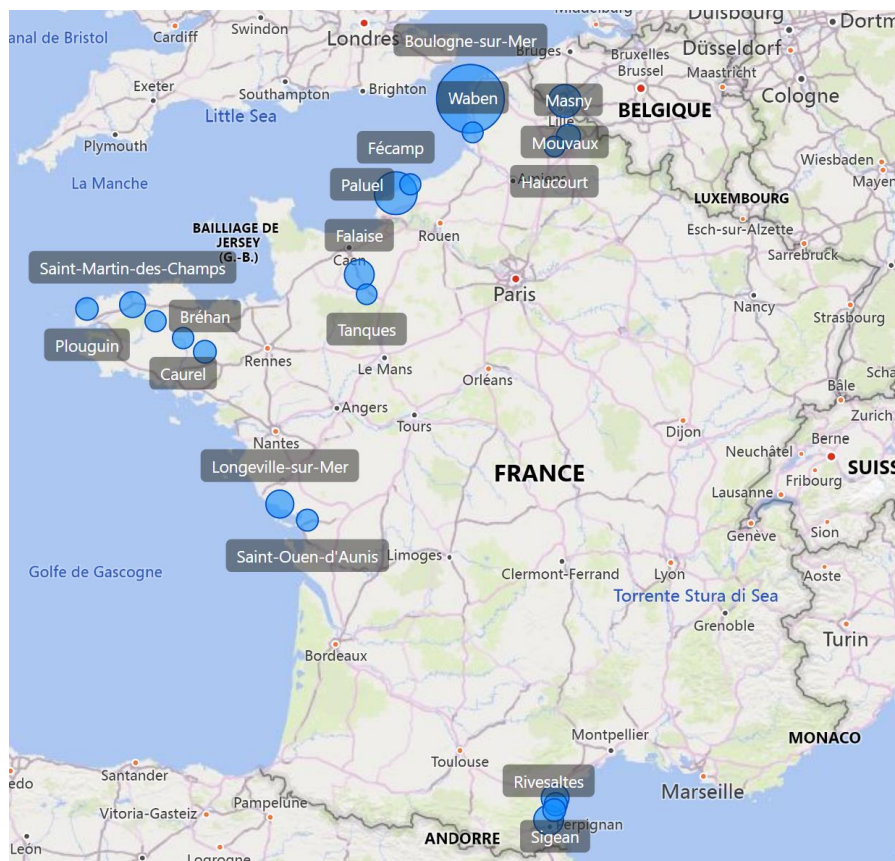 Swindon
Cardiff
anal de Bristol
Londres
Middelburg
Duisbourg
Dortm
Boulogne-sur-Mer
Bruges
Bruxelles
Brussel
Düsseldorf
Maastricht
Cologne
Exeter
Southampton
Brighton
Little Sea
Plymouth
Waben
Masny
Lille
BELGIQUE
Mouvaux
Fécamp
La Manche
Paluel
Amiens
Haucourt
Wiesbaden
Mayen
LUXEMBOURG
BAILLIAGE DE
JERSEY
(G.-B.)
Falaise
Caen
Rouen
Esch-sur-Alzette
Sarrebruck
Saint-Martin-des-Champs
Paris
Nancy
Strasbourg
Plouguin
Bréhan
Tanques
Caurel
Rennes
Le Mans
Orléans
Scha
Bâle
Zurich
Angers
Tours
Nantes
Dijon
Neuchâtel
Berne
Longeville-sur-Mer
FRANCE
SUISS
Fribourg
Lausanne
Genève
Sion
Saint-Ouen-d'Aunis
Limoges
Golfe de Gascogne
Clermont-Ferrand
Lyon
Aoste
Torrente Stura di Sea
Grenoble
Turin
Bordeaux
Montpellier
MONACO
Toulouse
Marseille
Rivesaltes
iedo
Santander
Vitoria-Gasteiz
Pampelune
Perpignan
Sigean
ANDORRE
León
Logrogne